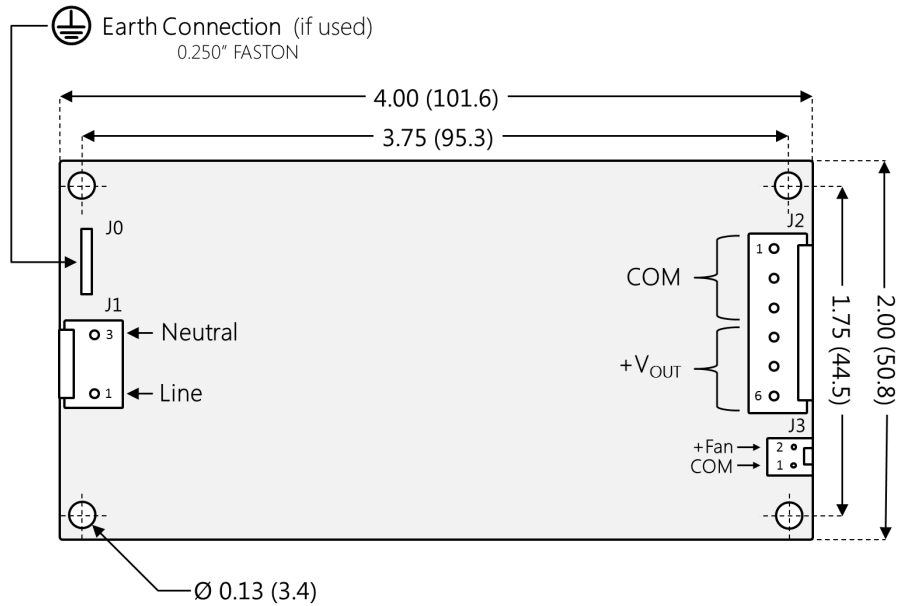 Earth Connection (if used)
0.250" FASTON
4.00 (101.6)
3.75 (95.3)
J0
J2
1
COM
J1
3
Neutral
1.75 (44.5)
2.00 (50.8)
+VOUT
1
Line
6
J3
+Fan
2
COM
1
Ø 0.13 (3.4)